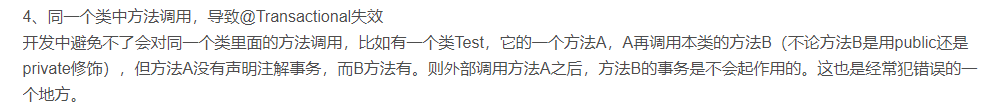 4、同一个类中方法调用，导致@Transactional失效
开发中避免不了会对同一个类里面的方法调用，比如有一个类Test，它的一个方法A，A再调用本类的方法B（不论方法B是用public还是
private修饰），但方法A没有声明注解事务，而B方法有。则外部调用方法A之后，方法B的事务是不会起作用的。这也是经常犯错误的一
个地方。